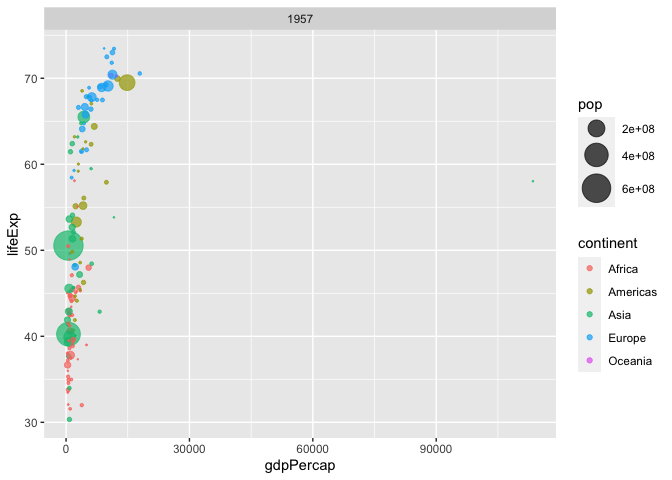 1957
70
60
50
40
30
lifeExp
0
30000
60000
90000
gdpPercap
pop
2e+08
4e+08
6e+08
continent
Africa
Americas
Asia
Europe
Oceania